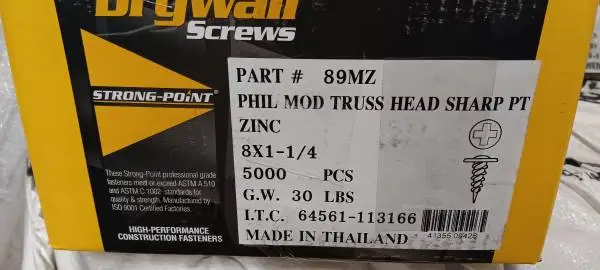 Drywall
Screws
STRONG-POINT
These Strong-Point professional grade
fasteners meet or exceed ASTM A 510
and ASTM C 1002 standards for
quality & strength. Manufactured by
ISO 9001 Certified Factories.
HIGH-PERFORMANCE
CONSTRUCTION FASTENERS
PART # 89MZ
PHIL MOD TRUSS HEAD SHARP PT
ZINC
8X1-1/4
5000 PCS
G.W. 30 LBS
I.T.C. 64561-113166
MADE IN THAILAND